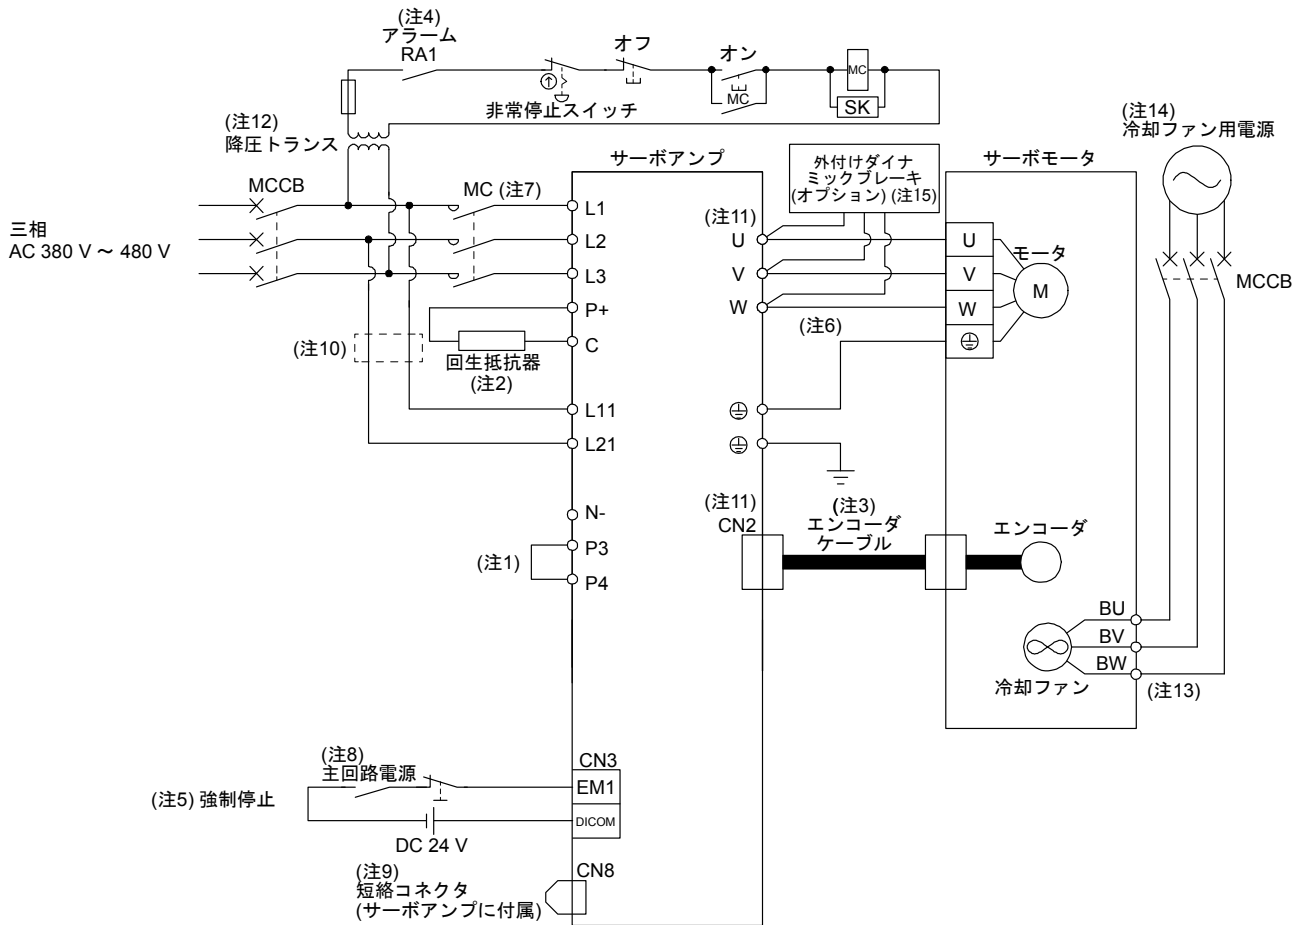 (注4)
アラーム
RA1
オフ
オン
MC
MC
SK
非常停止スイッチ
(注12)
降圧トランス
(注14)
冷却ファン用電源
MCCB
MC (注7)
サーボアンプ
外付けダイナ
ミックブレーキ
(オプション) (注15)
サーボモータ
三相
AC 380 V ～ 480 V
L1
L2
L3
P+
C
(注11)
U
V
W
U
V
W
モータ
M
MCCB
(注10)
回生抵抗器
(注2)
(注6)
L11
L21
N-
P3
P4
(注1)
(注11)
CN2
(注3)
エンコーダ
ケーブル
エンコーダ
BU
BV
BW
冷却ファン
(注13)
(注8)
主回路電源
(注5) 強制停止
DC 24 V
CN3
EM1
DICOM
(注9)
短絡コネクタ
(サーボアンプに付属)
CN8